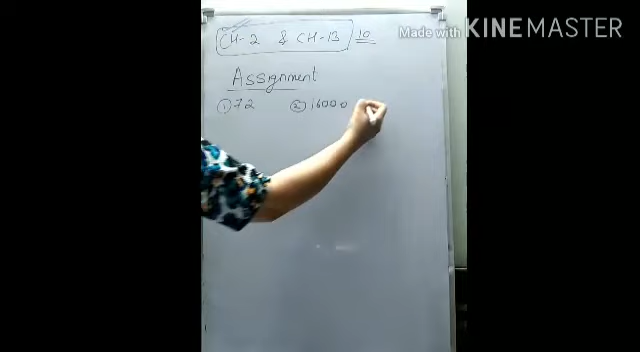 CH-2 & CH-13 10
Made with KINEMASTER
Assignment
① 72 ② 16000